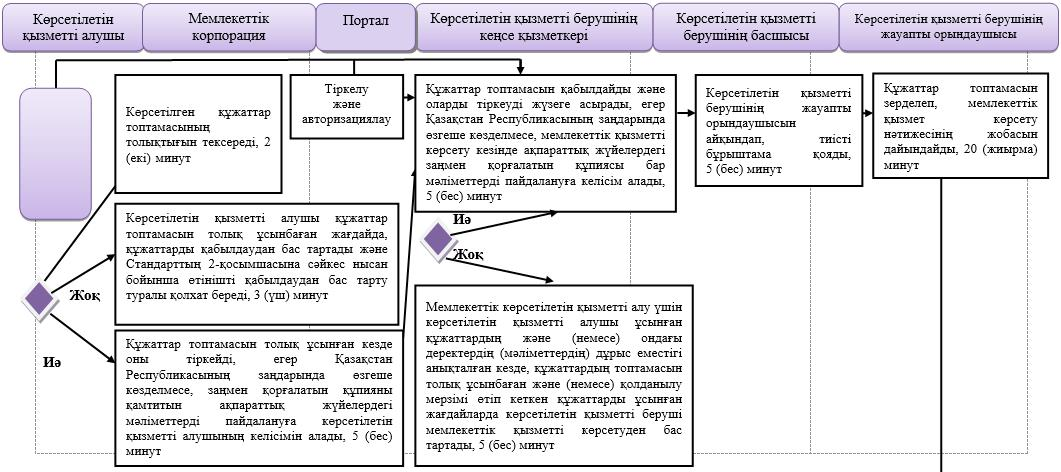 Көрсетілетін
қызметті алушы
Мемлекеттік
корпорация
Портал
Көрсетілетін қызметті берушінің
кеңсе қызметкері
Көрсетілетін қызметті
берушінің басшысы
Көрсетілетін қызметті берушінің
жауапты орындаушысы
Көрсетілген құжаттар
топтамасының
толықтығын тексереді, 2
(екі) минут
Тіркелу
және
авторизациялау
Құжаттар топтамасын қабылдайды және
оларды тіркеуді жүзеге асырады, егер
Қазақстан Республикасының заңдарында
өзгеше көзделмесе, мемлекеттік қызметті
көрсету кезінде ақпараттық жүйелердегі
заңмен қорғалатын құпиясы бар
мәліметтерді пайдалануға келісім алады,
5 (бес) минут
Көрсетілетін қызметті
берушінің жауапты
орындаушысын
айқындап, тиісті
бұрыштама қояды,
5 (бес) минут
Құжаттар топтамасын
зерделеп, мемлекеттік
қызмет көрсету
нәтижесінің жобасын
дайындайды, 20 (жиырма)
минут
Көрсетілетін қызметті алушы құжаттар
топтамасын толық ұсынбаған жағдайда,
құжаттарды қабылдаудан бас тартады және
Стандарттың 2-қосымшасына сәйкес нысан
бойынша өтінішті қабылдаудан бас тарту
туралы қолхат береді, 3 (үш) минут
Иә
Жоқ
Жоқ
Иә
Құжаттар топтамасын толық ұсынған кезде
оны тіркейді, егер Қазақстан
Республикасының заңдарында өзгеше
көзделмесе, заңмен қорғалатын құпияны
қамтитын ақпараттық жүйелердегі
мәліметтерді пайдалануға көрсетілетін
қызметті алушының келісімін алады, 5 (бес)
минут
Мемлекеттік көрсетілетін қызметті алу үшін
көрсетілетін қызметті алушы ұсынған
құжаттардың және (немесе) ондағы
деректердің (мәліметтердің) дұрыс еместігі
анықталған кезде, құжаттардың топтамасын
толық ұсынбаған және (немесе) қолданылу
мерзімі өтіп кеткен құжаттарды ұсынған
жағдайларда көрсетілетін қызметті беруші
мемлекеттік қызметті көрсетуден бас
тартады, 5 (бес) минут